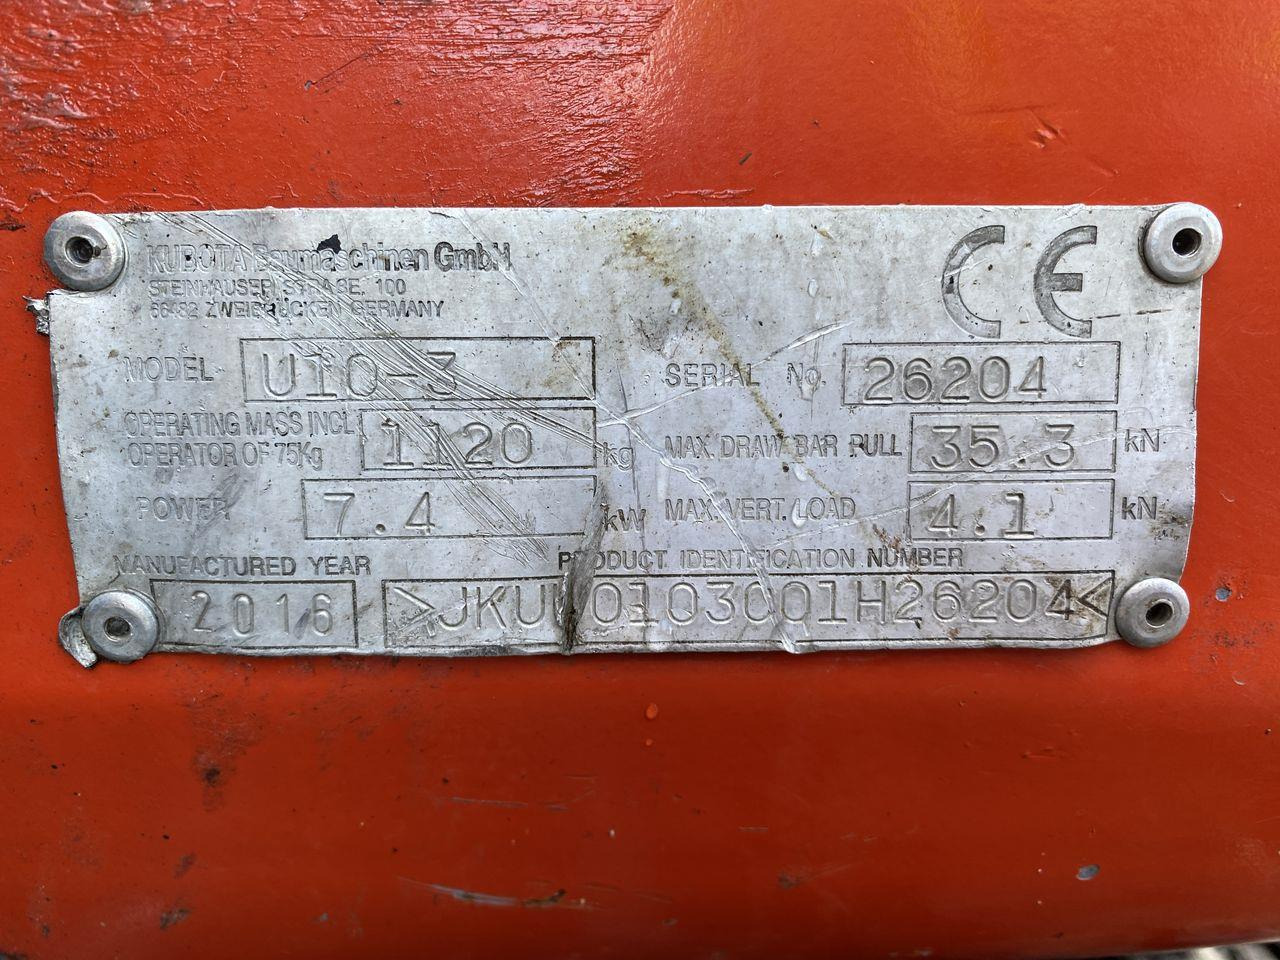 KUBOTA Baumaschinen GmbH
STEINHAUSER STRAßE. 100
66482 ZWEIBRÜCKEN GERMANY
CE
MODEL U10-3
SERIAL No. 26204
OPERATING MASS INCL
OPERATOR OF 75Kg 1120 kg
MAX. DRAW BAR PULL 35.3 kN
POWER 7.4 kW
MAX. VERT. LOAD 4.1 kN
MANUFACTURED YEAR
2016
PRODUCT IDENTIFICATION NUMBER